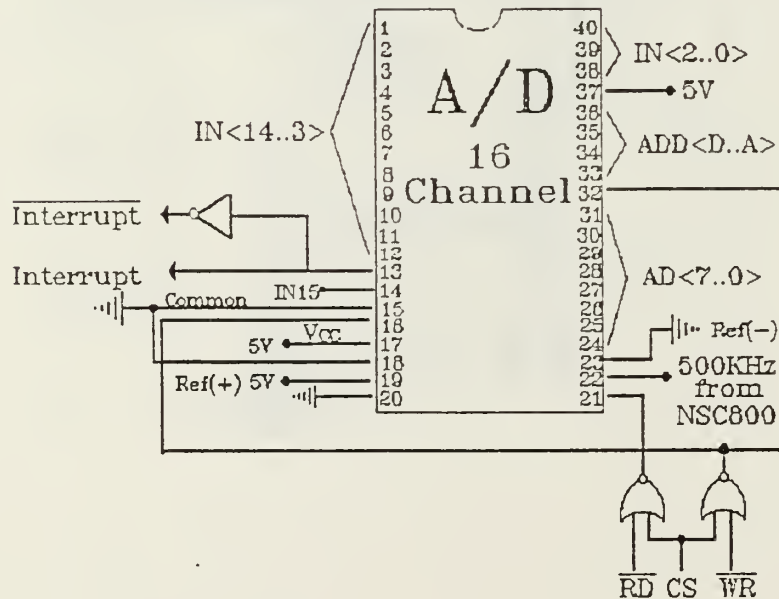 1
2
3
4
5
6
7
8
9
10
11
12
13
14
15
16
17
18
19
20
40
39
38
37
36
35
34
33
32
31
30
29
28
27
26
25
24
23
22
21
A/D
16
Channel
IN<14..3>
Interrupt
Interrupt
IN15
Common
VCC
5V
Ref(+) 5V
IN<2..0>
5V
ADD<D..A>
AD<7..0>
Ref(-)
500KHz
from
NSC800
RD CS WR